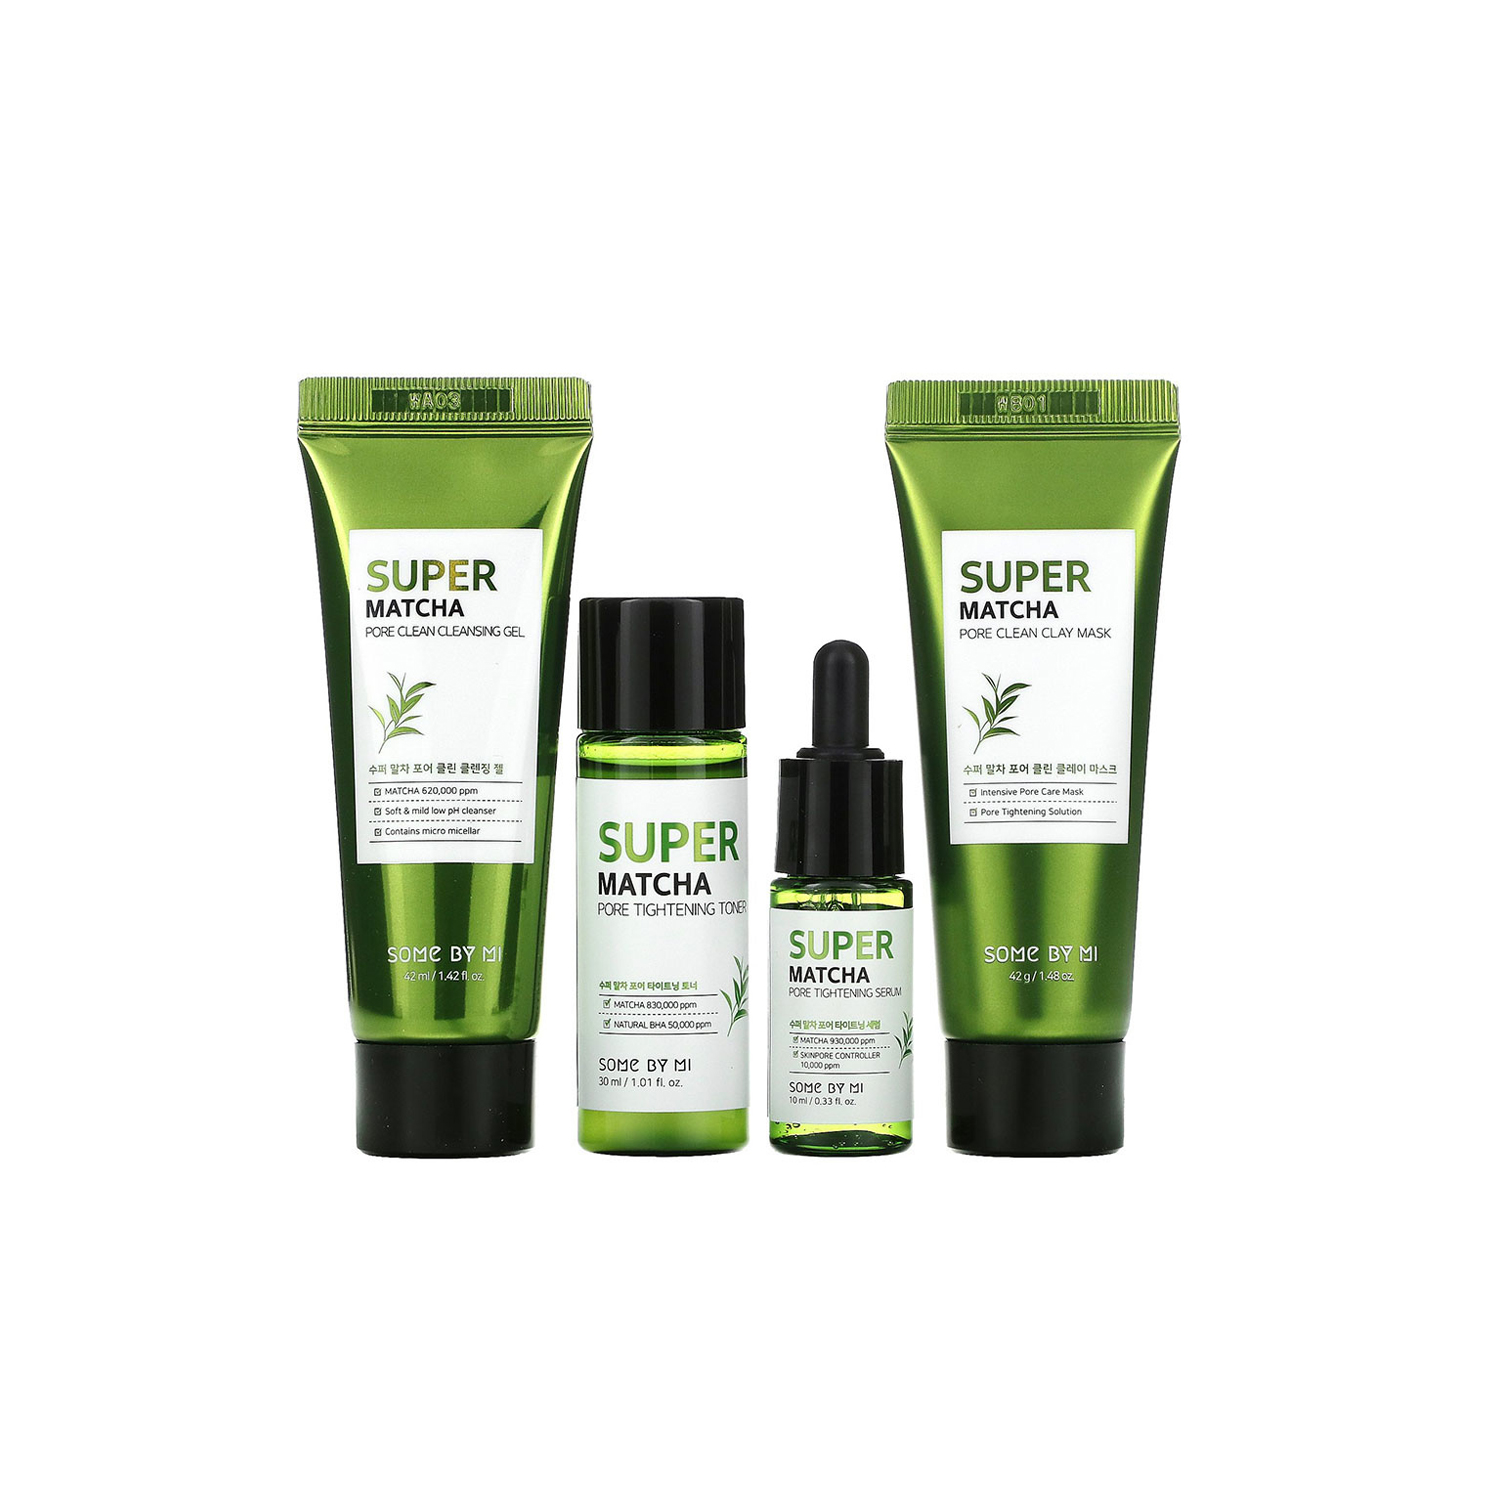 WA03
SUPER
MATCHA
PORE CLEAN CLEANSING GEL
수퍼 말차 포어 클린 클렌징 젤
MATCHA 620,000 ppm
Soft & mild low pH cleanser
Contains micro micellar
SOME BY MI
42 ml / 1.42 fl. oz.
SUPER
MATCHA
PORE TIGHTENING TONER
수퍼 말차 포어 타이트닝 토너
MATCHA 830,000 ppm
NATURAL BHA 50,000 ppm
SOME BY MI
30 ml / 1.01 fl. oz.
SUPER
MATCHA
PORE TIGHTENING SERUM
수퍼 말차 포어 타이트닝 세럼
MATCHA 930,000 ppm
SKINPORE CONTROLLER
10,000 ppm
SOME BY MI
10 ml / 0.33 fl. oz.
WB01
SUPER
MATCHA
PORE CLEAN CLAY MASK
수퍼 말차 포어 클린 클레이 마스크
Intensive Pore Care Mask
Pore Tightening Solution
SOME BY MI
42 g / 1.48 oz.